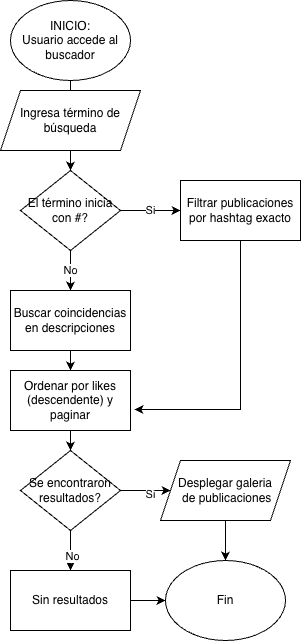 INICIO:
Usuario accede al
buscador
Ingresa término de
búsqueda
El término inicia
con #?
Si
Filtrar publicaciones
por hashtag exacto
No
Buscar coincidencias
en descripciones
Ordenar por likes
(descendente) y
paginar
Se encontraron
resultados?
Si
Desplegar galeria
de publicaciones
No
Sin resultados
Fin